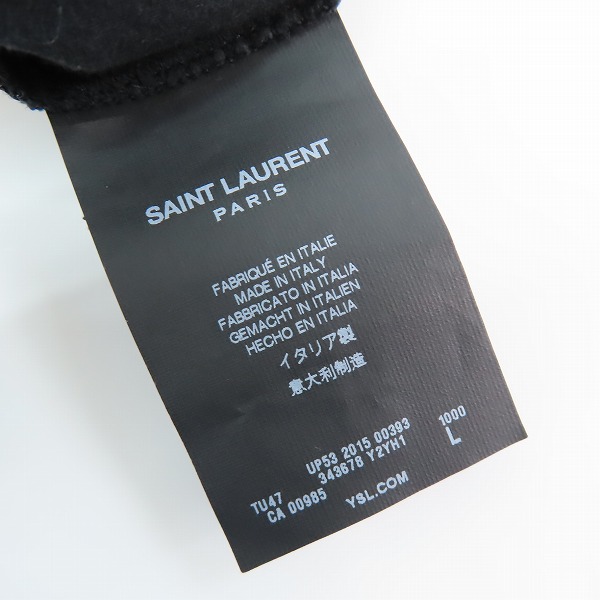 SAINT LAURENT
PARIS
FABRIQUÉ EN ITALIE
MADE IN ITALY
FABBRICATO IN ITALIA
GEMACHT IN ITALIEN
HECHO EN ITALIA
イタリア製
意大利制造
UP53 2015 00393 1000
TU47 343678 Y2YH1 L
CA 00985 YSL.COM